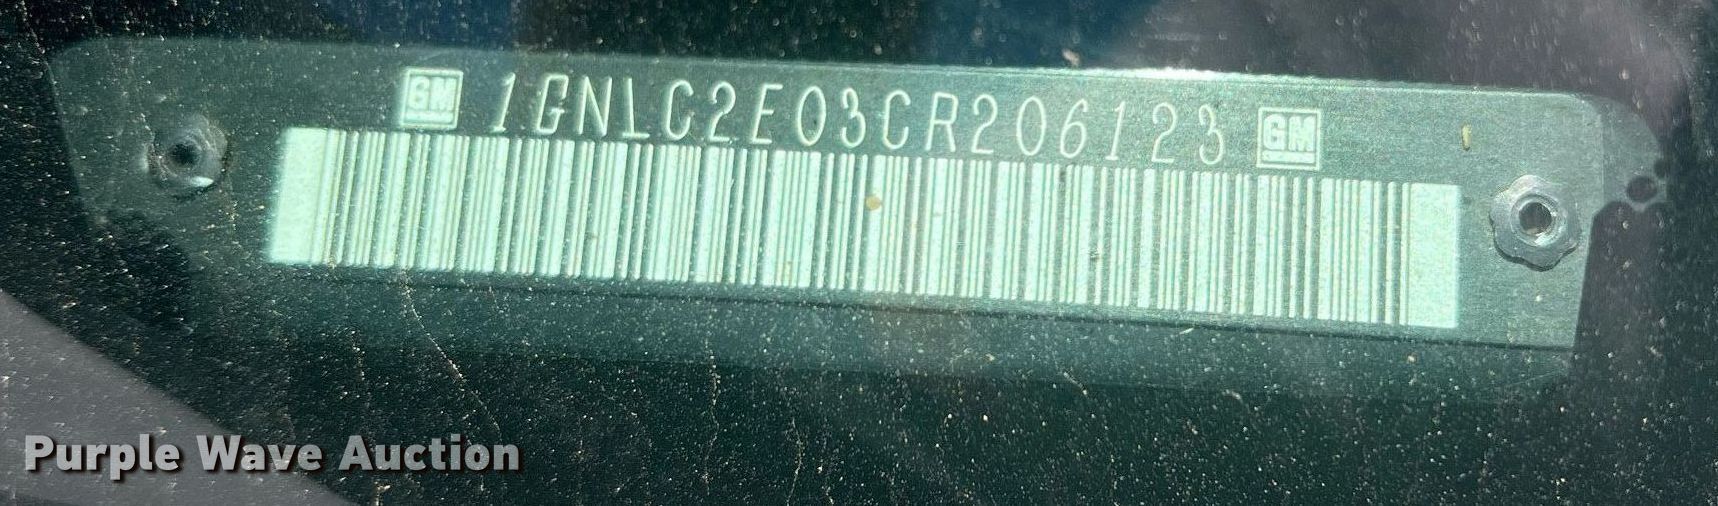 GM 1GNLC2E03CR206123 GM
Purple Wave Auction